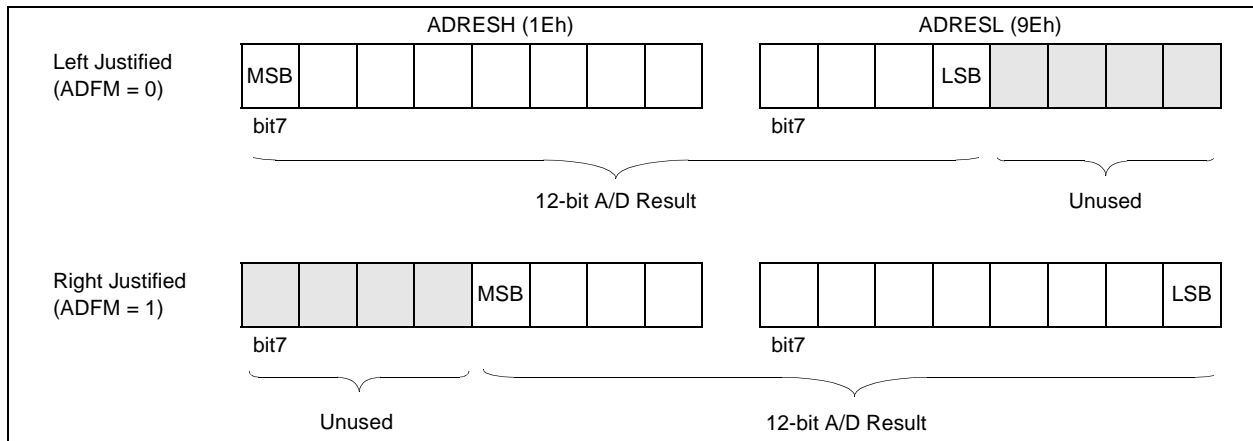 ADRESH (1Eh) ADRESL (9Eh)
Left Justified
(ADFM = 0)
MSB LSB
bit7 bit7
12-bit A/D Result Unused
Right Justified
(ADFM = 1)
MSB LSB
bit7 bit7
Unused 12-bit A/D Result